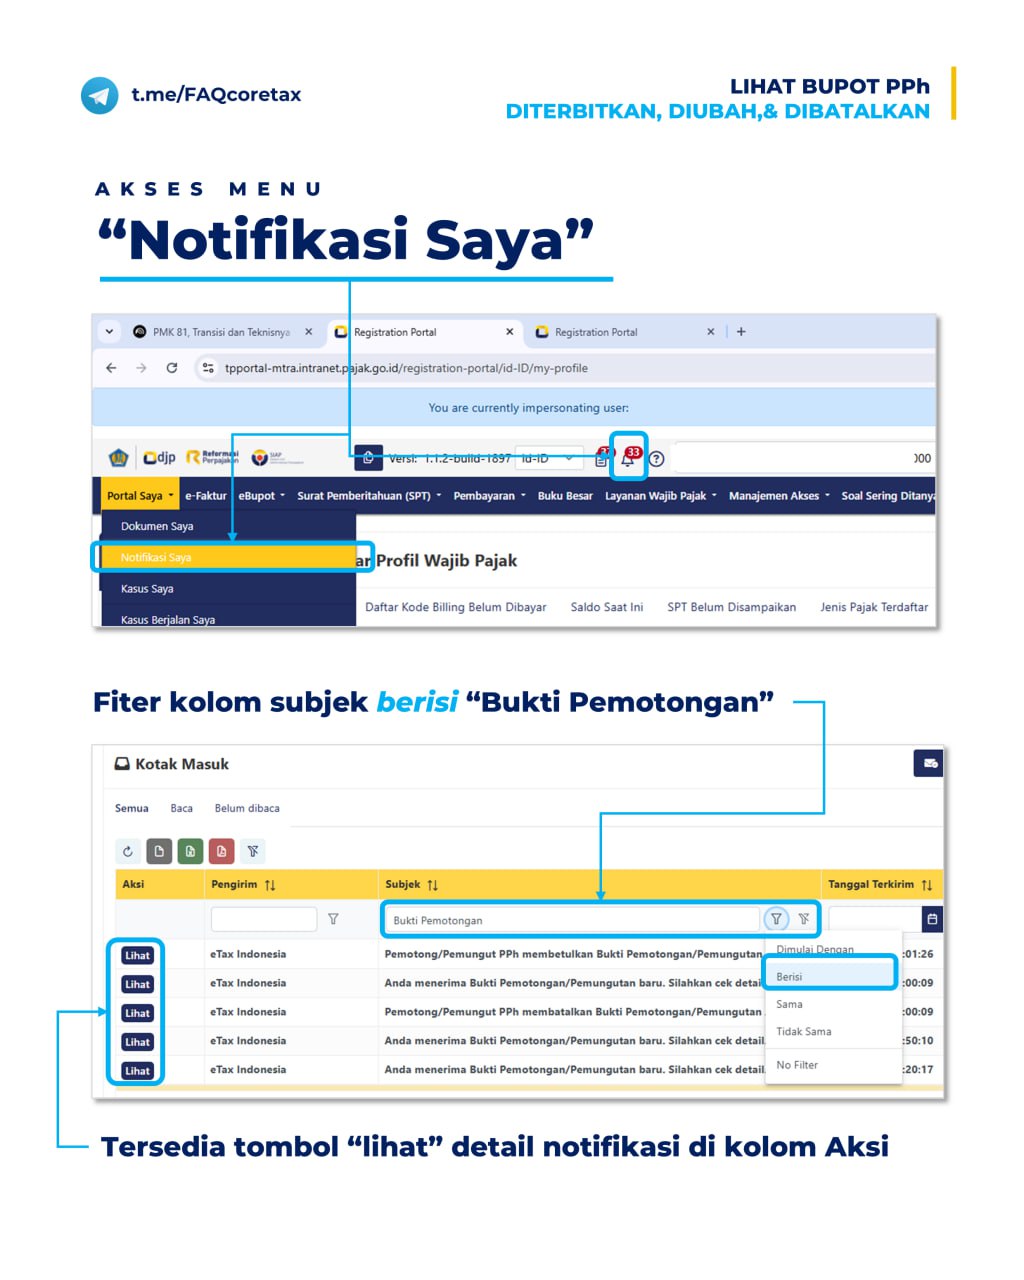 t.me/FAQcoretax
LIHAT BUPOT PPh
DITERBITKAN, DIUBAH,& DIBATALKAN
AKSES MENU
“Notifikasi Saya”
PMK 81, Transisi dan Teknisnya
Registration Portal
Registration Portal
tpportal-mtra.intranet.pajak.go.id/registration-portal/id-ID/my-profile
You are currently impersonating user:
djp Reformasi Perpajakan SIAP Versi: 1.1.2-build-1897 id-ID 33 000
Portal Saya e-Faktur eBupot Surat Pemberitahuan (SPT) Pembayaran Buku Besar Layanan Wajib Pajak Manajemen Akses Soal Sering Ditanya
Dokumen Saya
Notifikasi Saya
ar Profil Wajib Pajak
Kasus Saya
Daftar Kode Billing Belum Dibayar Saldo Saat Ini SPT Belum Disampaikan Jenis Pajak Terdaftar
Kasus Berjalan Saya
Fiter kolom subjek berisi “Bukti Pemotongan”
Kotak Masuk
Semua Baca Belum dibaca
Aksi Pengirim Subjek Tanggal Terkirim
Bukti Pemotongan
Dimulai Dengan
Berisi
Sama
Tidak Sama
No Filter
Lihat eTax Indonesia Pemotong/Pemungut PPh membetulkan Bukti Pemotongan/Pemungutan :01:26
Lihat eTax Indonesia Anda menerima Bukti Pemotongan/Pemungutan baru. Silahkan cek detai :00:09
Lihat eTax Indonesia Pemotong/Pemungut PPh membatalkan Bukti Pemotongan/Pemungutan :00:09
Lihat eTax Indonesia Anda menerima Bukti Pemotongan/Pemungutan baru. Silahkan cek detail :50:10
Lihat eTax Indonesia Anda menerima Bukti Pemotongan/Pemungutan baru. Silahkan cek detail :20:17
Tersedia tombol “lihat” detail notifikasi di kolom Aksi